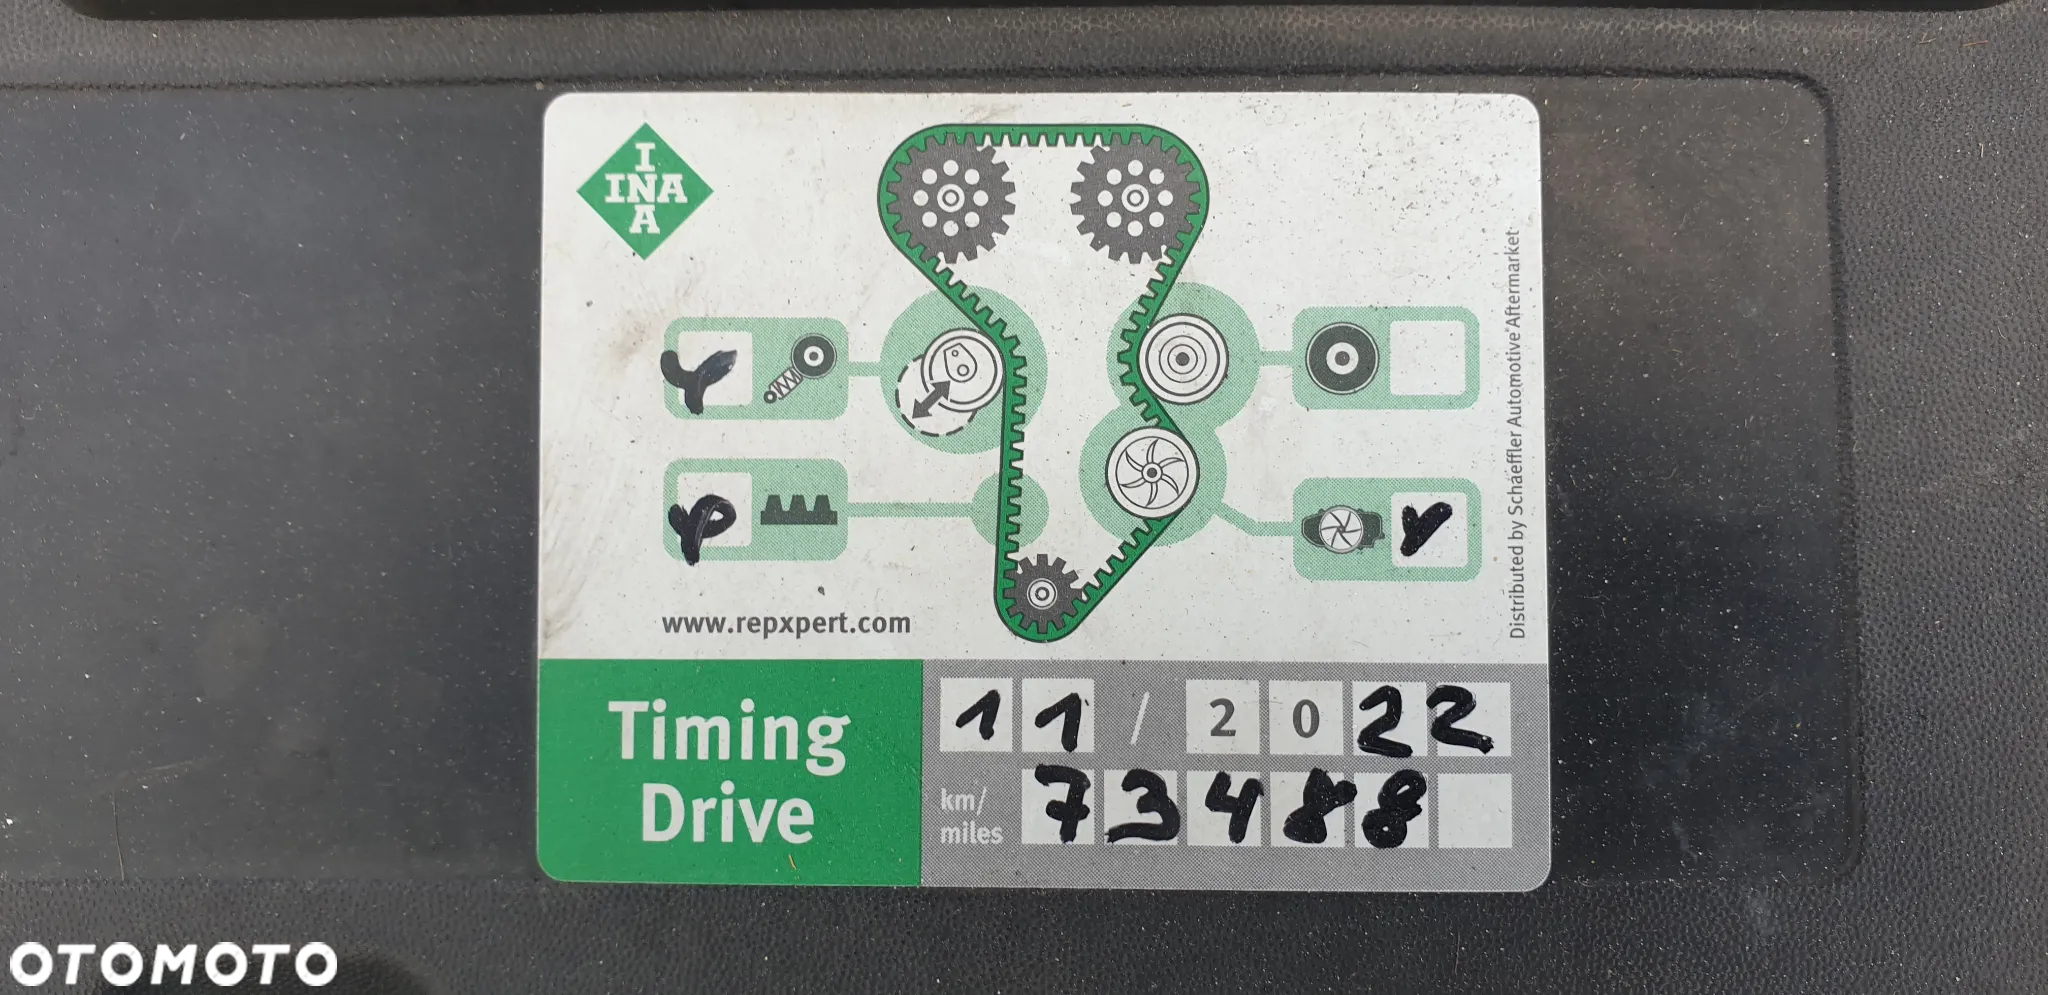 I
INA
A
www.repxpert.com
Distributed by Schaeffler Automotive Aftermarket
Timing
Drive
11 / 2022
km/
miles
73488
OTOMOTO